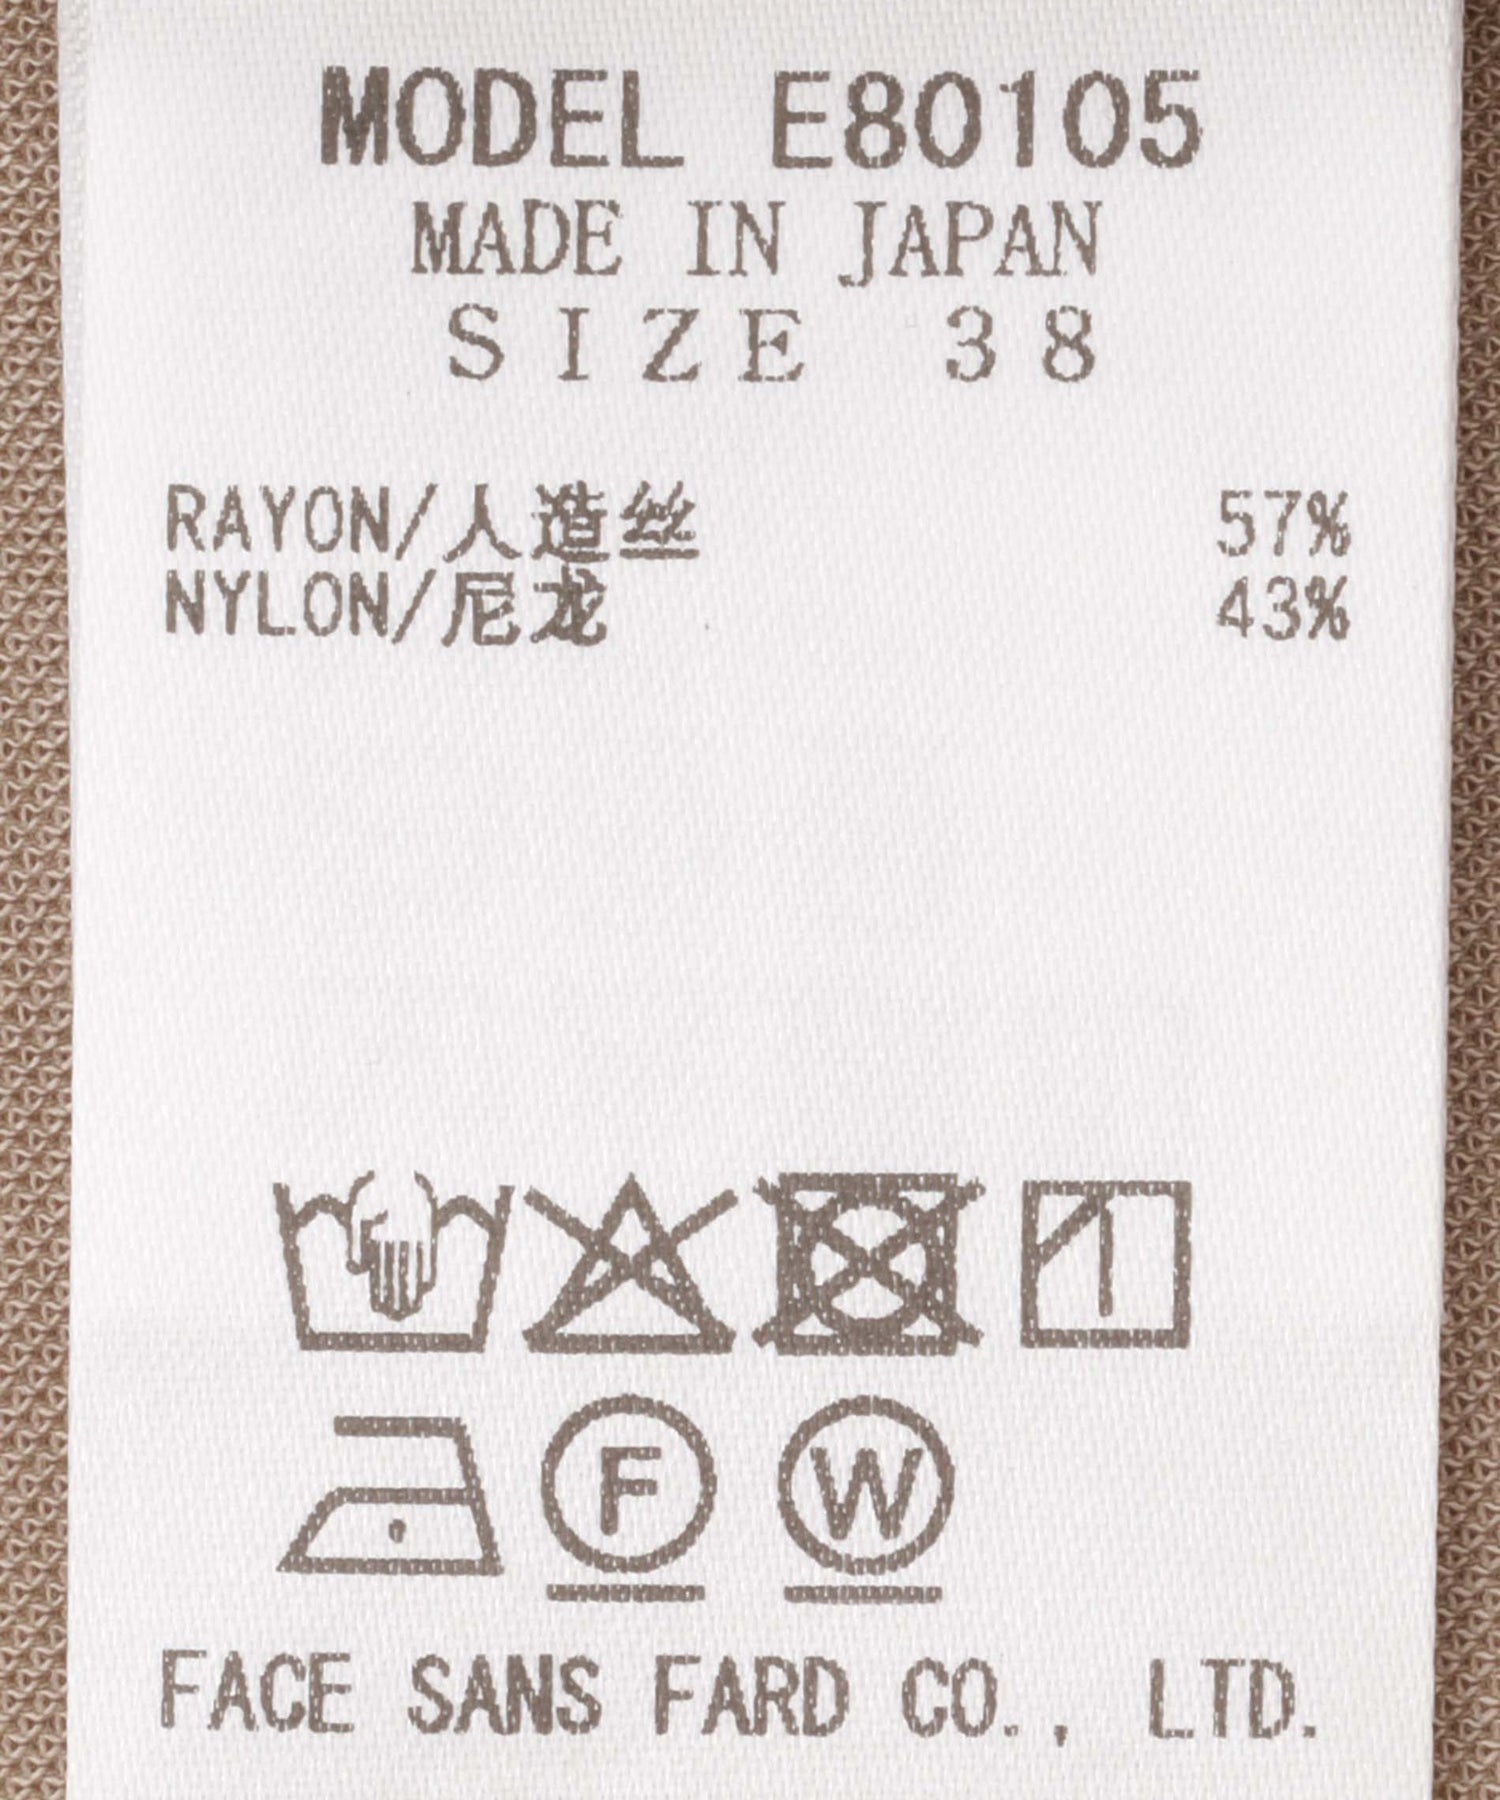 MODEL E80105
MADE IN JAPAN
SIZE 38
RAYON/人造丝 57%
NYLON/尼龙 43%
F W
FACE SANS FARD CO., LTD.